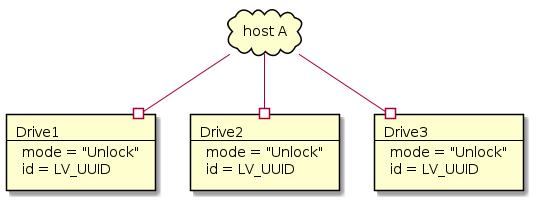 host A
Drive1
mode = "Unlock"
id = LV_UUID
Drive2
mode = "Unlock"
id = LV_UUID
Drive3
mode = "Unlock"
id = LV_UUID